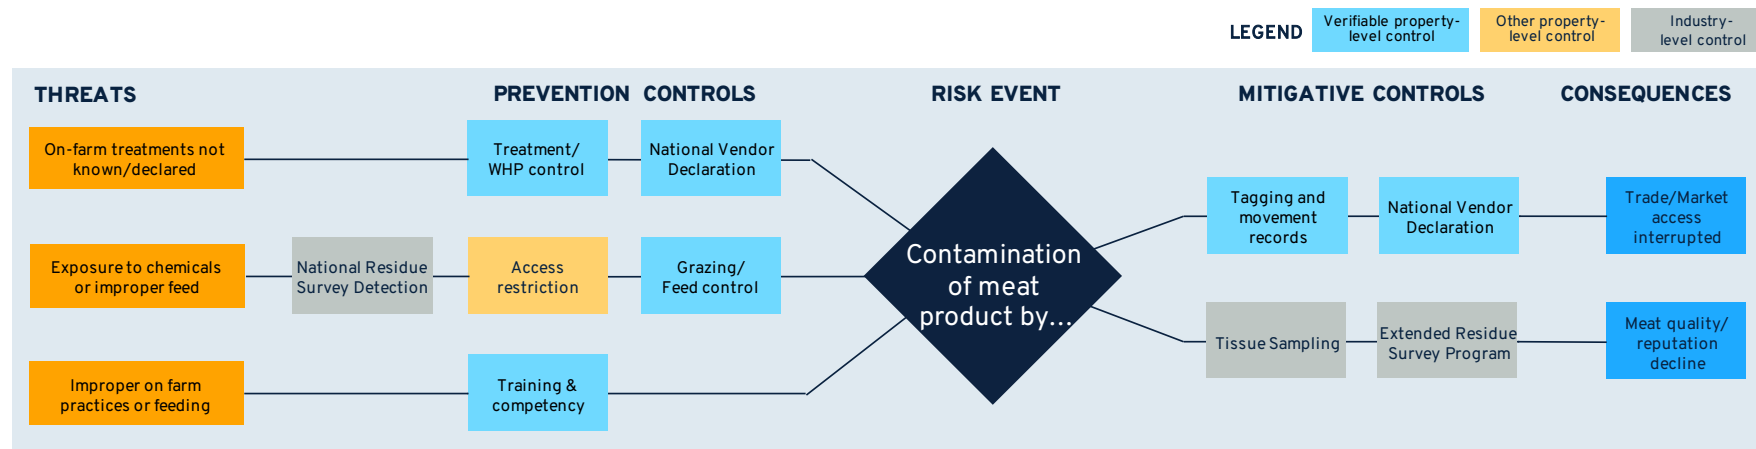 LEGEND
Verifiable property-
level control
Other property-
level control
Industry-
level control
THREATS
PREVENTION CONTROLS
RISK EVENT
MITIGATIVE CONTROLS
CONSEQUENCES
On-farm treatments not
known/declared
Treatment/
WHP control
National Vendor
Declaration
Exposure to chemicals
or improper feed
National Residue
Survey Detection
Access
restriction
Grazing/
Feed control
Improper on farm
practices or feeding
Training &
competency
Contamination
of meat
product by...
Tagging and
movement
records
National Vendor
Declaration
Trade/Market
access
interrupted
Tissue Sampling
Extended Residue
Survey Program
Meat quality/
reputation
decline